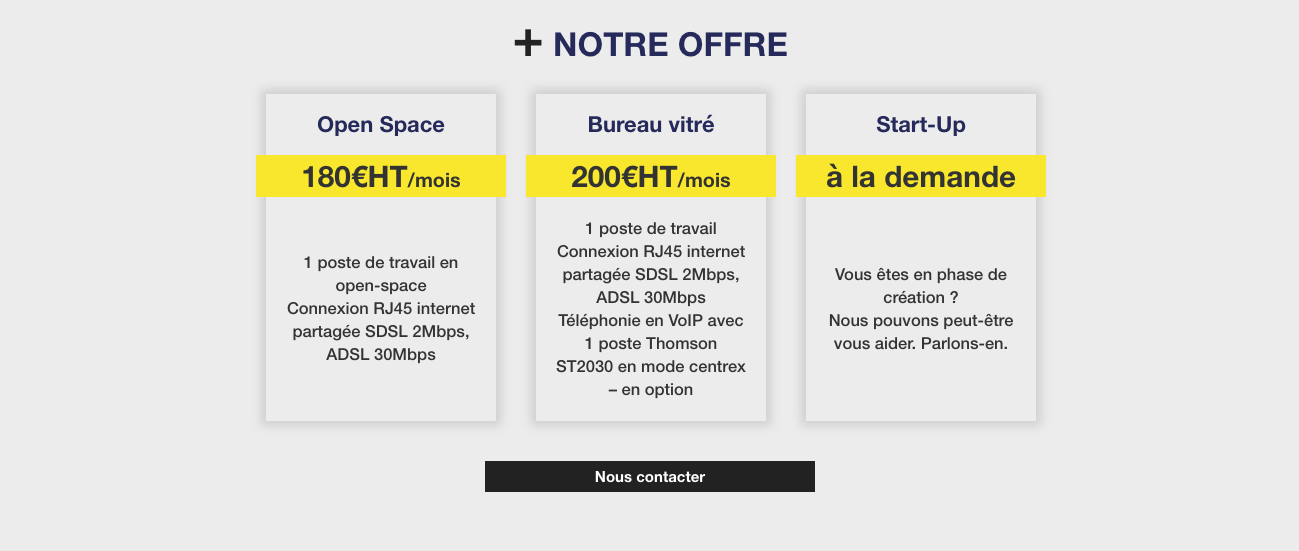 + NOTRE OFFRE
Open Space
180€HT/mois
1 poste de travail en
open-space
Connexion RJ45 internet
partagée SDSL 2Mbps,
ADSL 30Mbps
Bureau vitré
200€HT/mois
1 poste de travail
Connexion RJ45 internet
partagée SDSL 2Mbps,
ADSL 30Mbps
Téléphonie en VoIP avec
1 poste Thomson
ST2030 en mode centrex
– en option
Start-Up
à la demande
Vous êtes en phase de
création ?
Nous pouvons peut-être
vous aider. Parlons-en.
Nous contacter